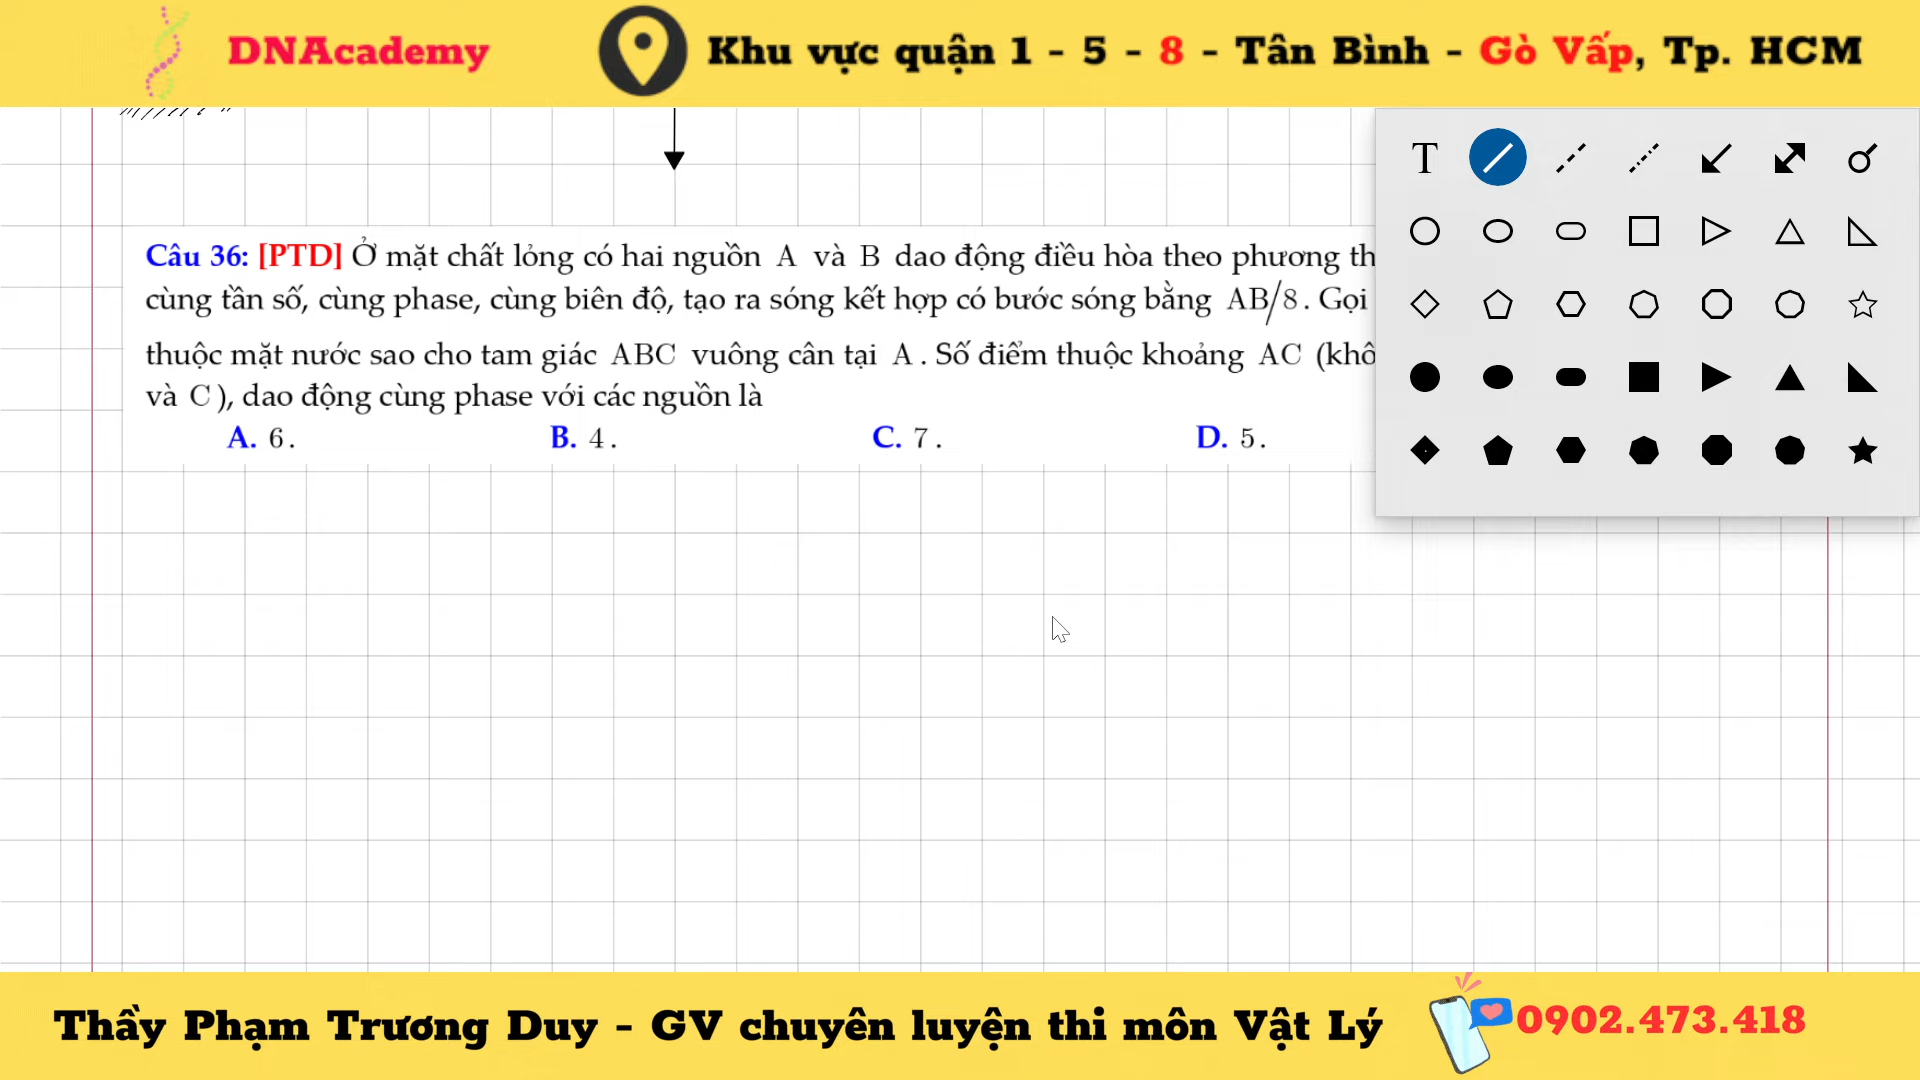 DNAcademy
Khu vực quận 1 - 5 - 8 - Tân Bình - Gò Vấp, Tp. HCM
T
Câu 36: [PTD] Ở mặt chất lỏng có hai nguồn A và B dao động điều hòa theo phương
cùng tần số, cùng phase, cùng biên độ, tạo ra sóng kết hợp có bước sóng bằng AB/8. Gọi
thuộc mặt nước sao cho tam giác ABC vuông cân tại A. Số điểm thuộc khoảng AC
và C), dao động cùng phase với các nguồn là
A. 6. B. 4. C. 7. D. 5.
Thầy Phạm Trương Duy - GV chuyên luyện thi môn Vật Lý
0902.473.418